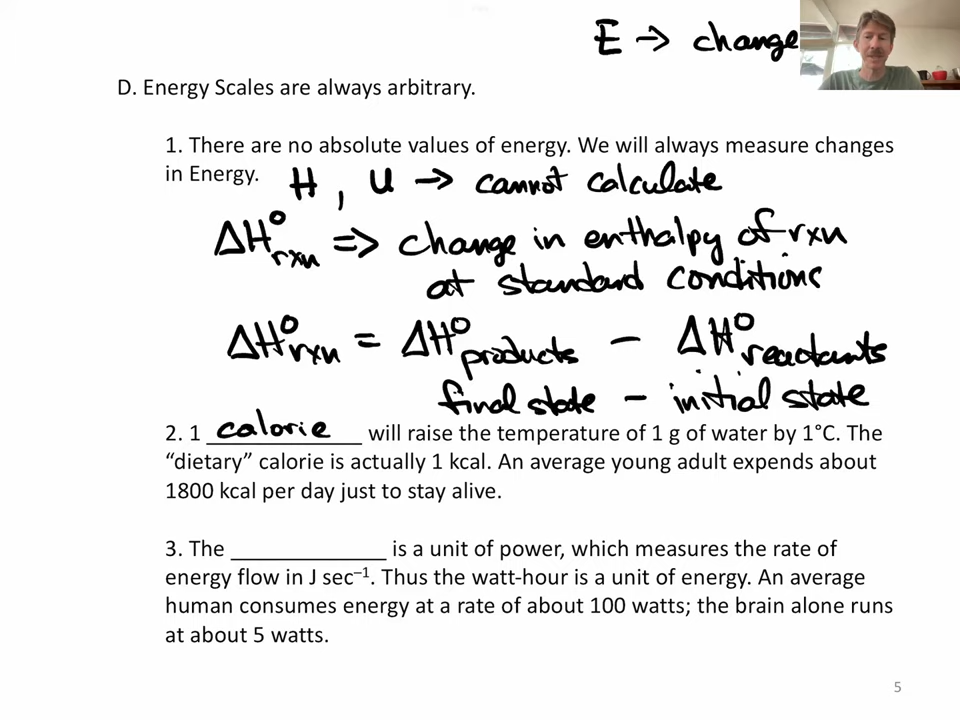 E → change
D. Energy Scales are always arbitrary.
1. There are no absolute values of energy. We will always measure changes
in Energy. H, U → cannot calculate
ΔH°rxn => change in enthalpy of rxn
at standard conditions
ΔH°rxn = ΔH°products − ΔH°reactants
final state − initial state
2. 1 calorie will raise the temperature of 1 g of water by 1°C. The
“dietary” calorie is actually 1 kcal. An average young adult expends about
1800 kcal per day just to stay alive.
3. The _____________ is a unit of power, which measures the rate of
energy flow in J sec⁻¹. Thus the watt-hour is a unit of energy. An average
human consumes energy at a rate of about 100 watts; the brain alone runs
at about 5 watts.
5